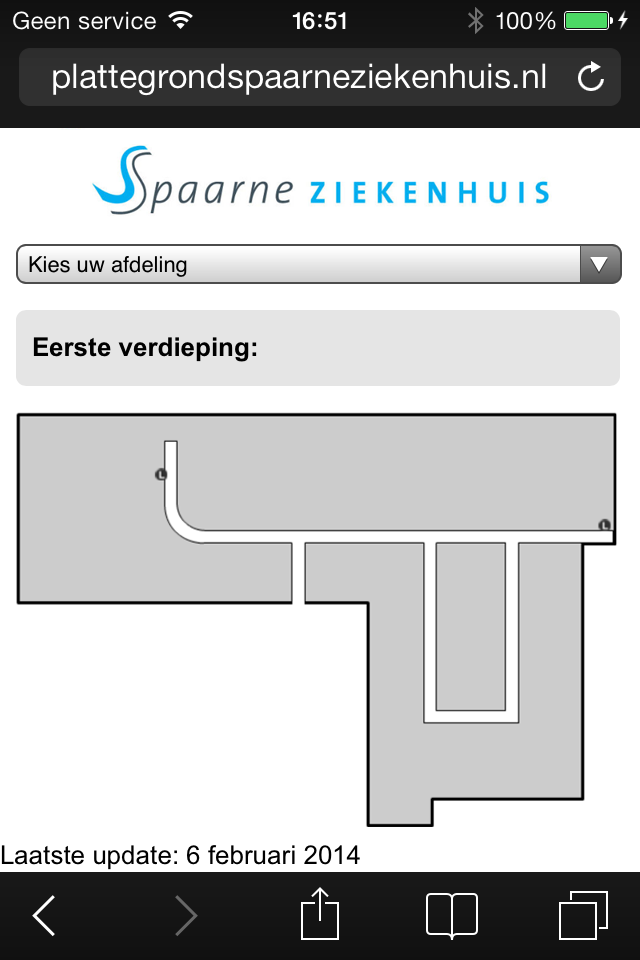 Geen service 16:51 100%
plattegrondspaarneziekenhuis.nl
Spaarne ZIEKENHUIS
Kies uw afdeling
Eerste verdieping:
L
L
Laatste update: 6 februari 2014